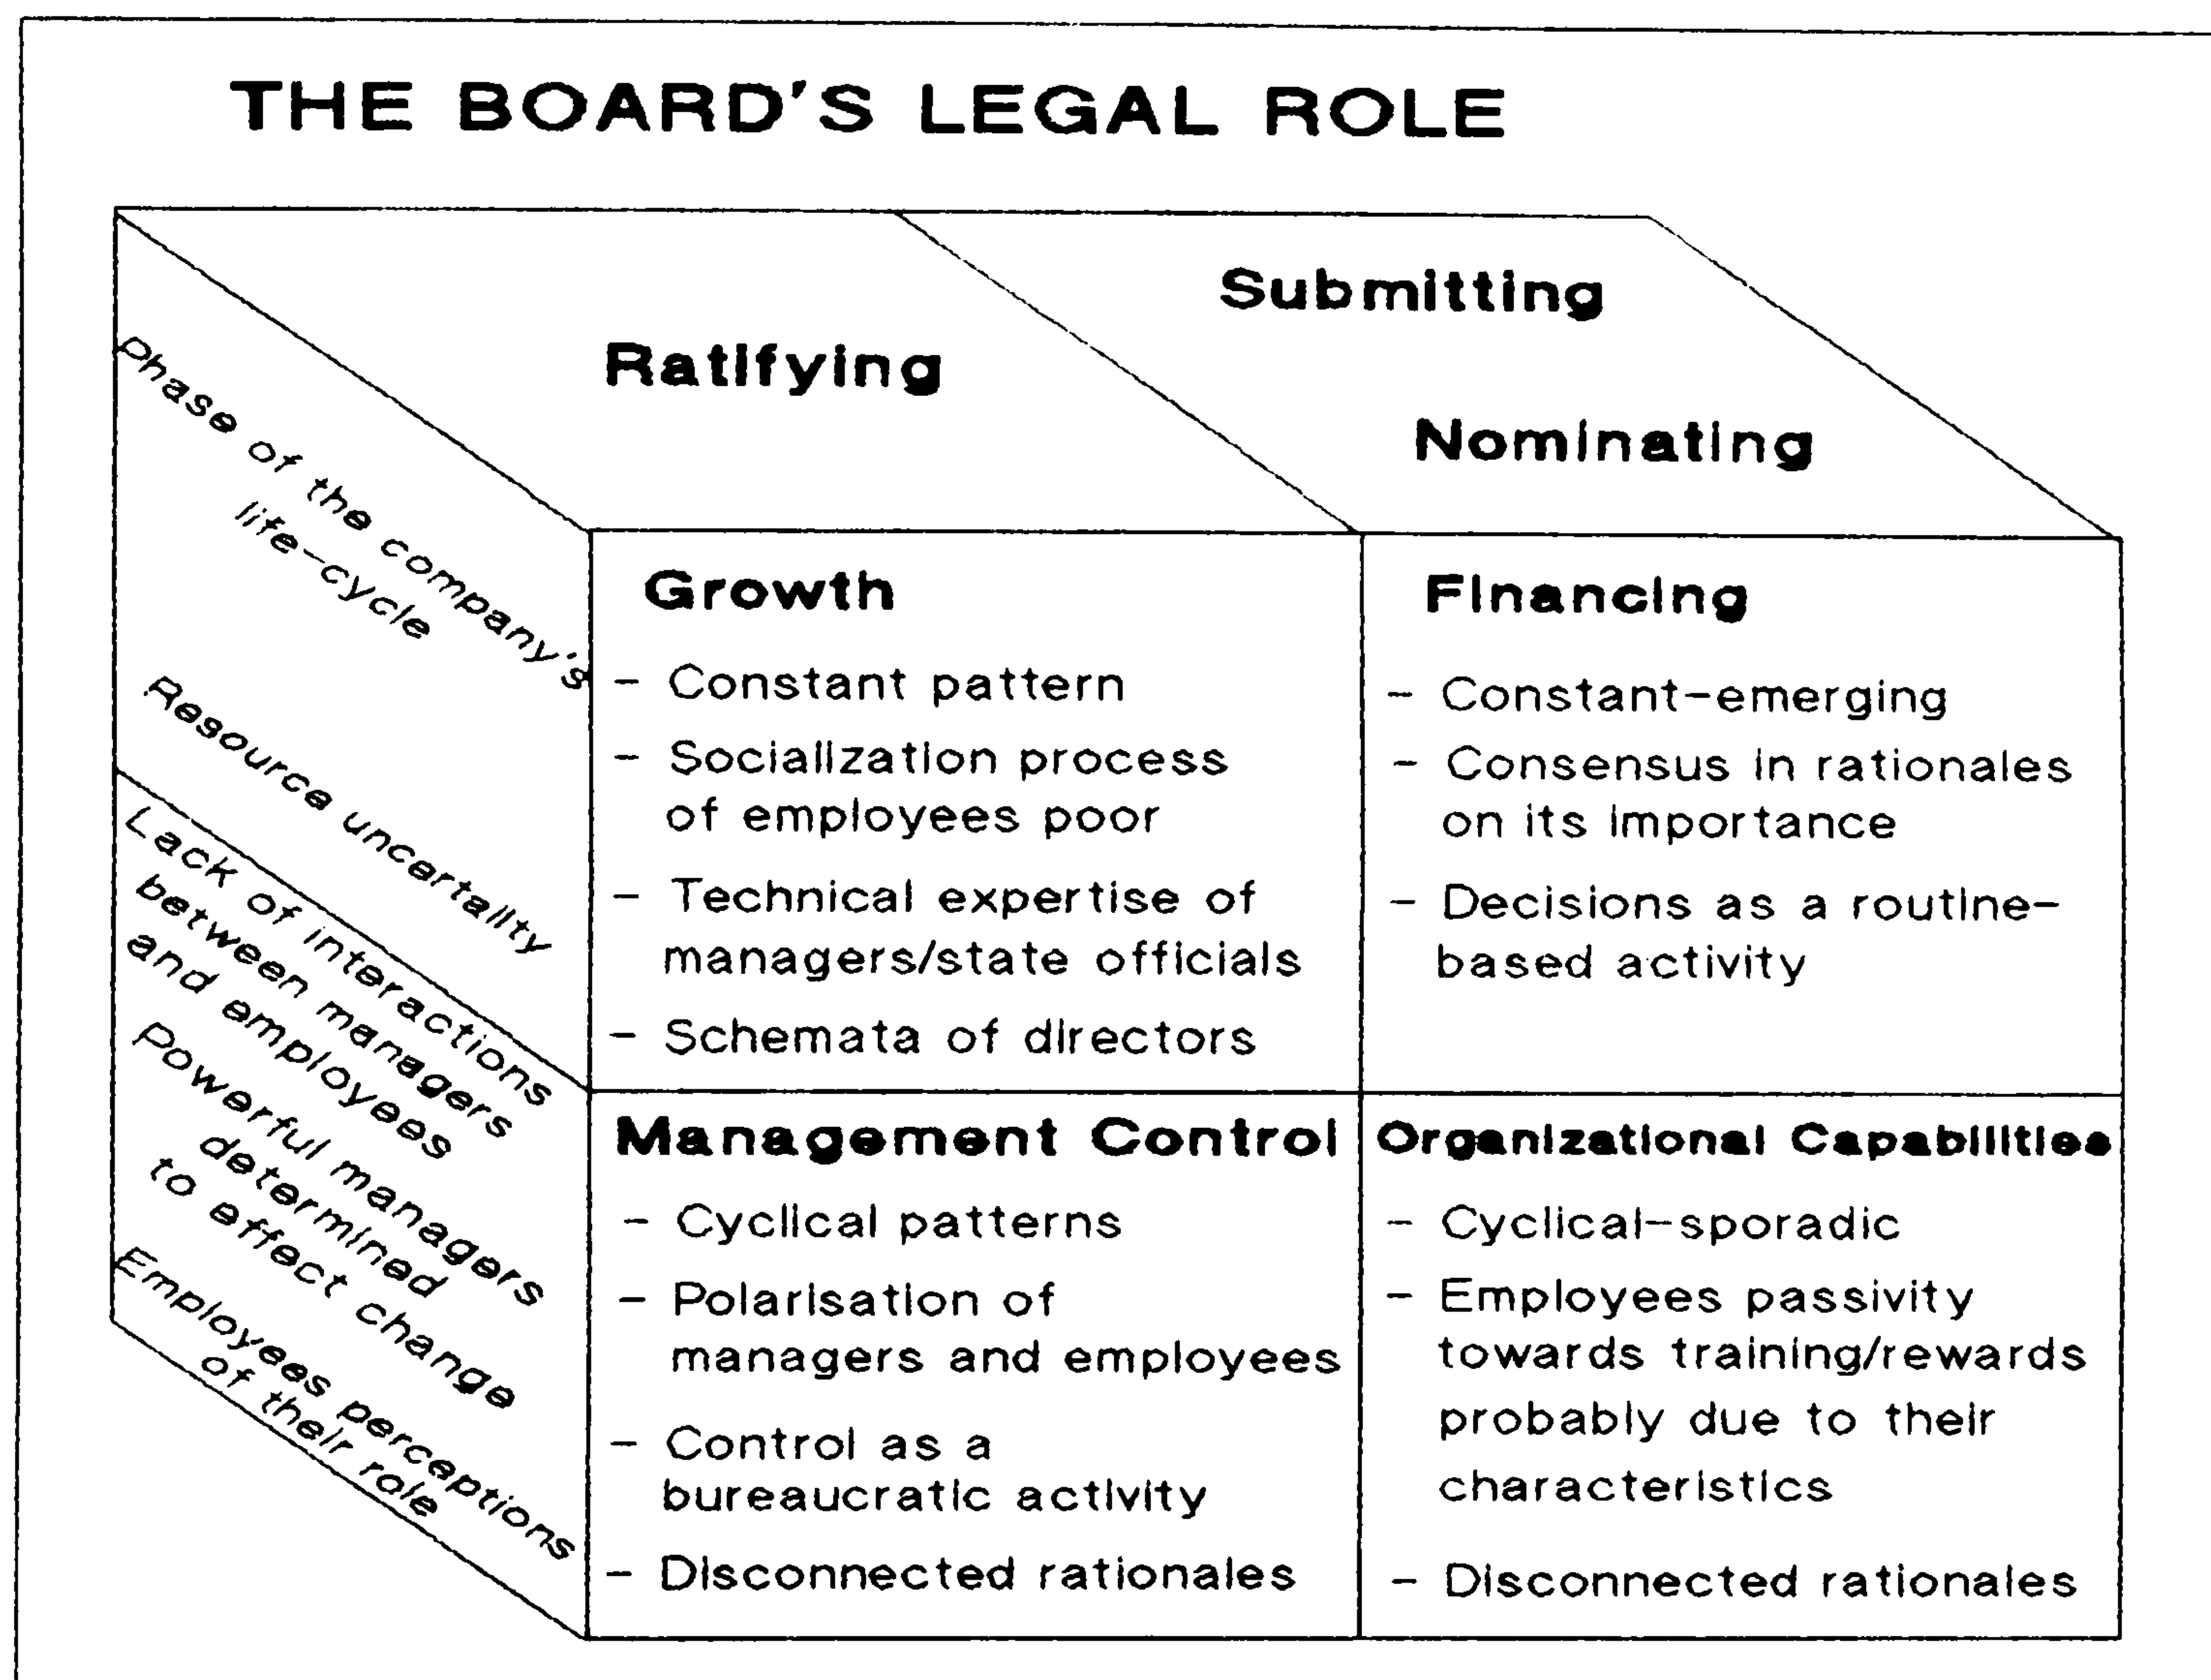 THE BOARD'S LEGAL ROLE
Submitting
Ratifying
Nominating
Phase of the company's
life-cycle
Resource uncertaility
Lack of interactions
between managers
and employees
Powerful managers
determined
to effect change
Employees perceptions
of their role
Growth
- Constant pattern
- Socialization process
of employees poor
- Technical expertise of
managers/state officials
- Schemata of directors
Financing
- Constant-emerging
- Consensus in rationales
on its importance
- Decisions as a routine-
based activity
Management Control
- Cyclical patterns
- Polarisation of
managers and employees
- Control as a
bureaucratic activity
- Disconnected rationales
Organizational Capabilities
- Cyclical-sporadic
- Employees passivity
towards training/rewards
probably due to their
characteristics
- Disconnected rationales